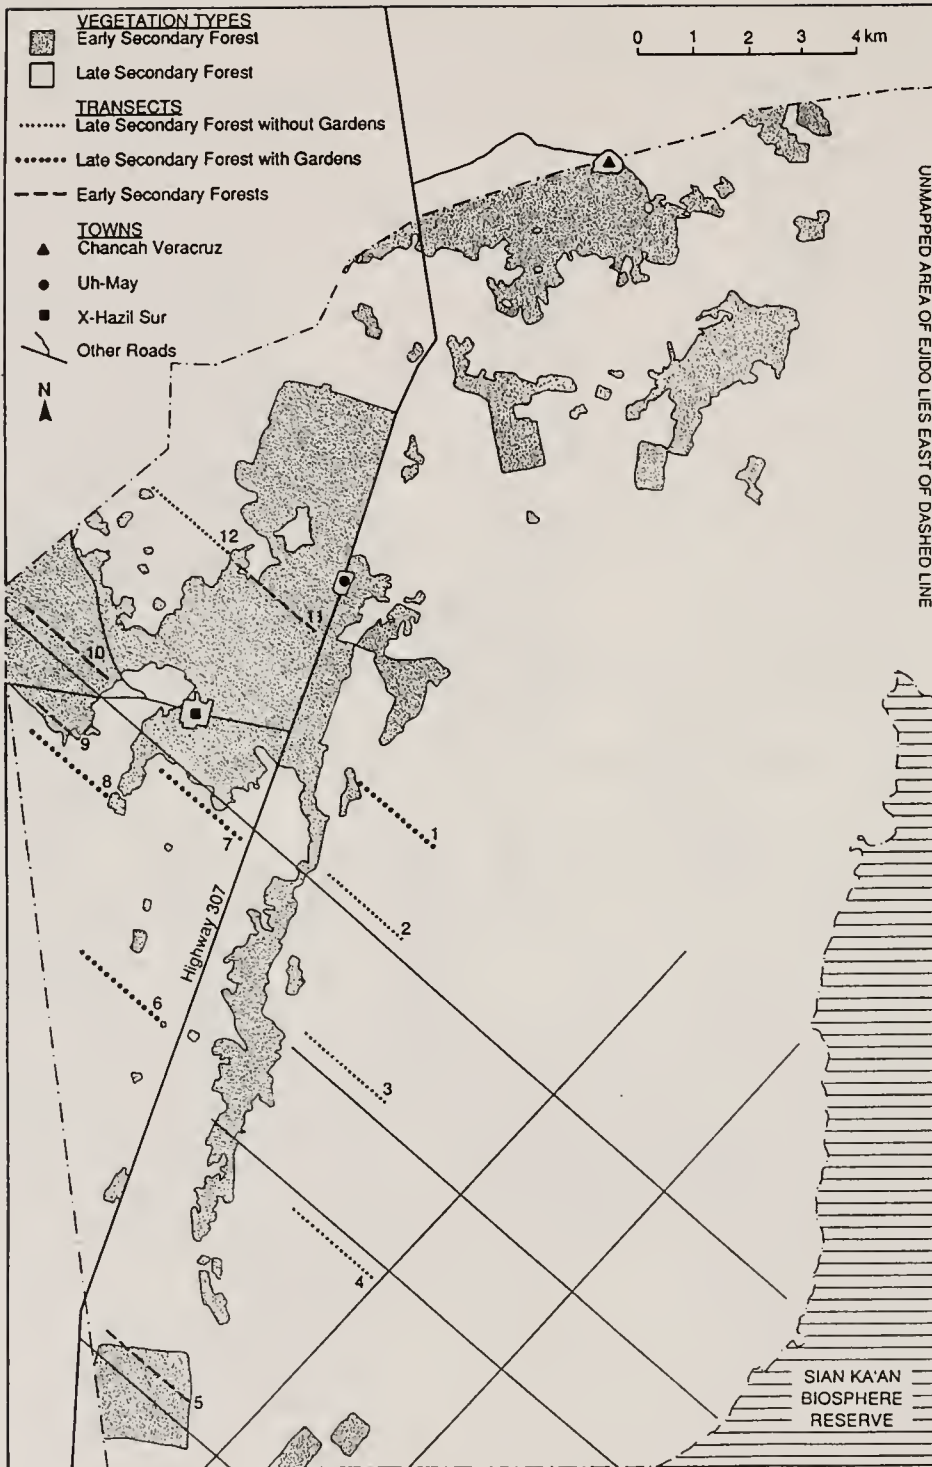 VEGETATION TYPES
Early Secondary Forest
Late Secondary Forest
TRANSECTS
Late Secondary Forest without Gardens
Late Secondary Forest with Gardens
Early Secondary Forests
TOWNS
Chancah Veracruz
Uh-May
X-Hazil Sur
Other Roads
N
0 1 2 3 4 km
UNMAPPED AREA OF EJIDO LIES EAST OF DASHED LINE
12
11
10
9
8
7
1
2
Highway 307
6
3
4
5
SIAN KA'AN
BIOSPHERE
RESERVE